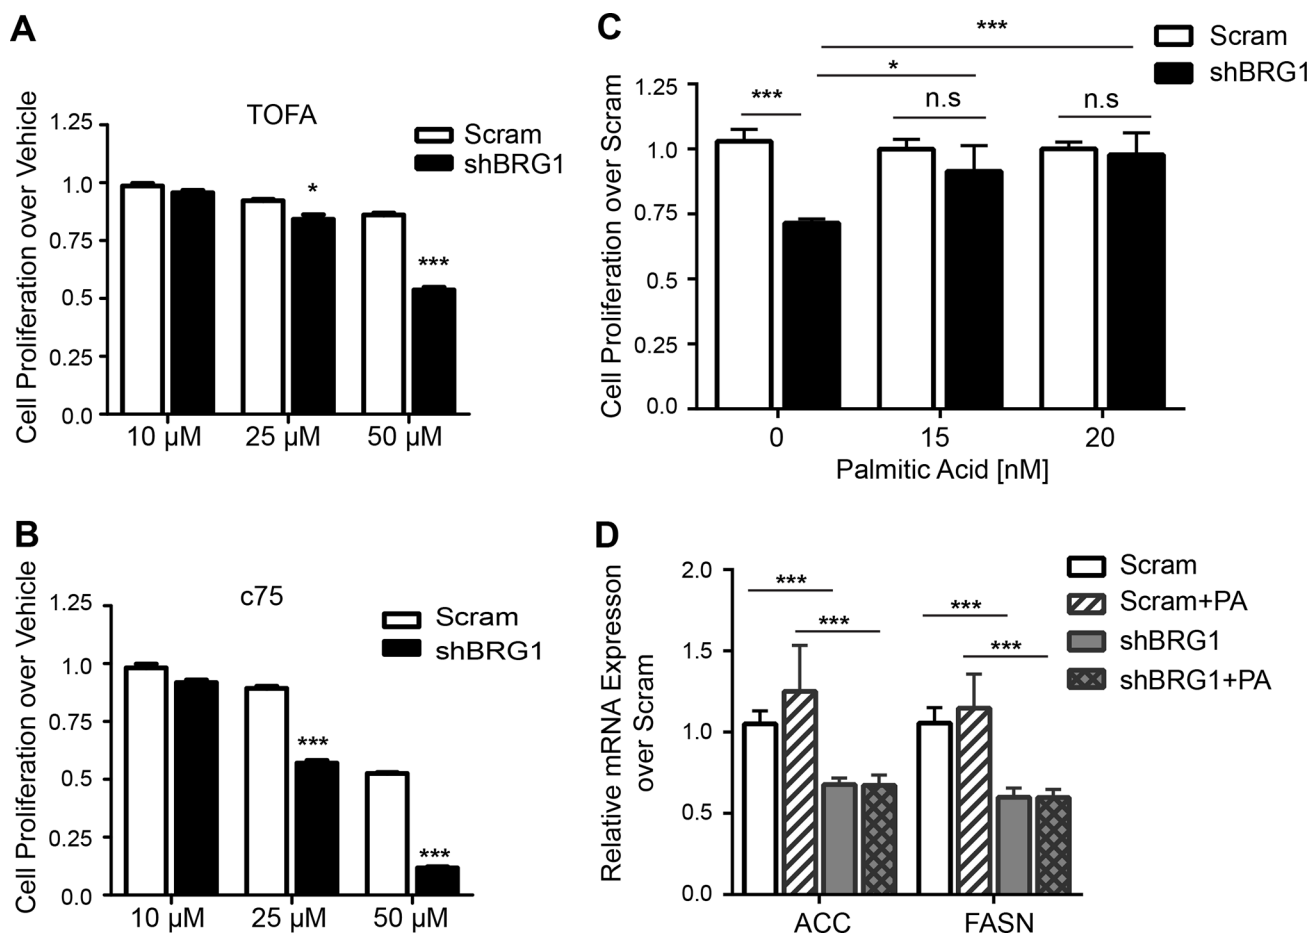 A
TOFA
Scram
shBRG1
Cell Proliferation over Vehicle
1.25
1.0
0.75
0.5
0.25
0.0
*
***
10 µM
25 µM
50 µM
B
c75
Scram
shBRG1
Cell Proliferation over Vehicle
1.25
1.0
0.75
0.5
0.25
0.0
***
***
10 µM
25 µM
50 µM
C
Scram
shBRG1
Cell Proliferation over Scram
1.25
1.0
0.75
0.5
0.25
0.0
***
*
***
n.s
n.s
0
15
20
Palmitic Acid [nM]
D
Scram
Scram+PA
shBRG1
shBRG1+PA
Relative mRNA Expresson
over Scram
2.0
1.5
1.0
0.5
0.0
***
***
***
***
ACC
FASN